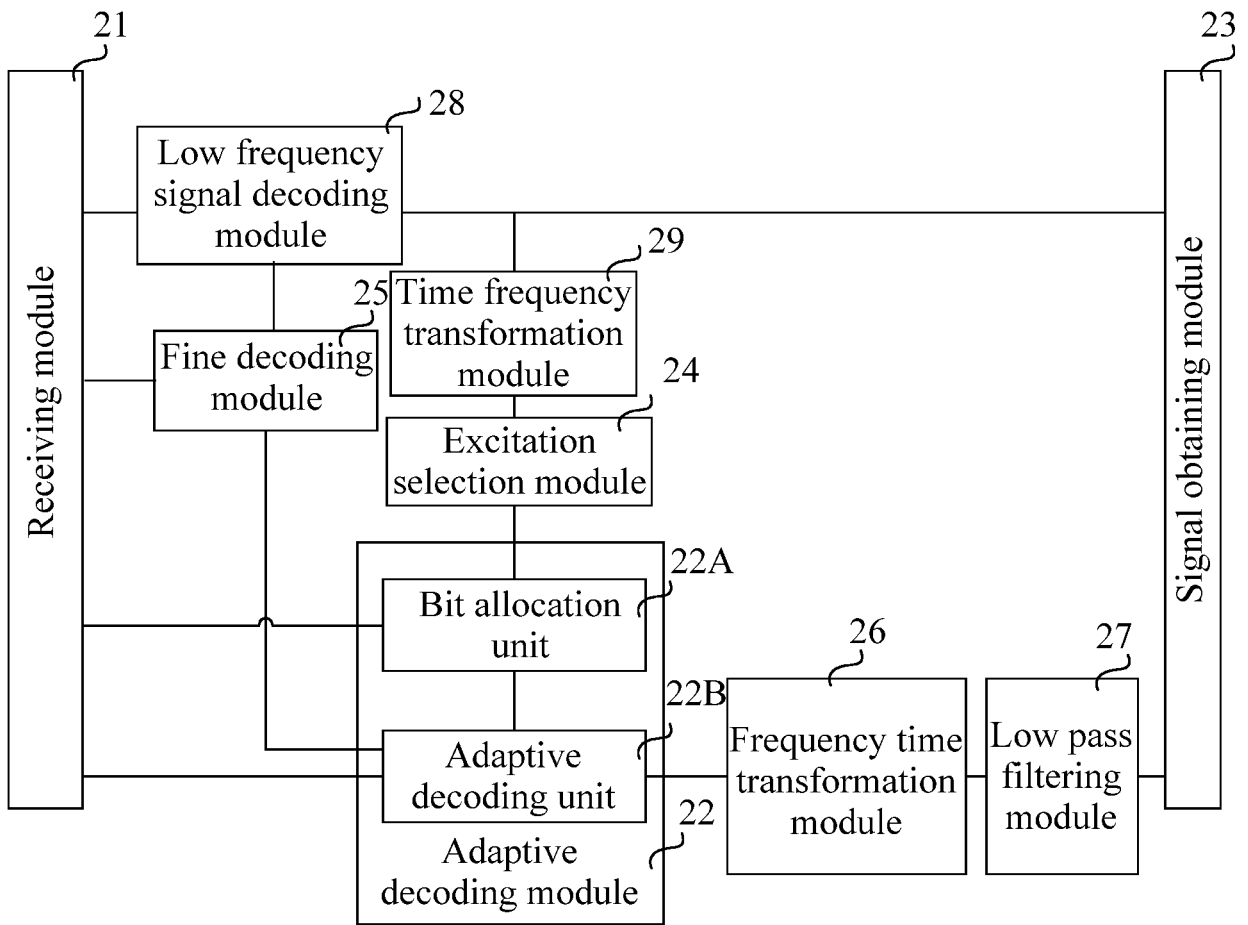 21
23
28
Low frequency
signal decoding
module
29
Time frequency
transformation
module
25
Fine decoding
module
24
Excitation
selection module
Receiving module
Signal obtaining module
22A
Bit allocation
unit
22B
Adaptive
decoding unit
22
Adaptive
decoding module
26
Frequency time
transformation
module
27
Low pass
filtering
module